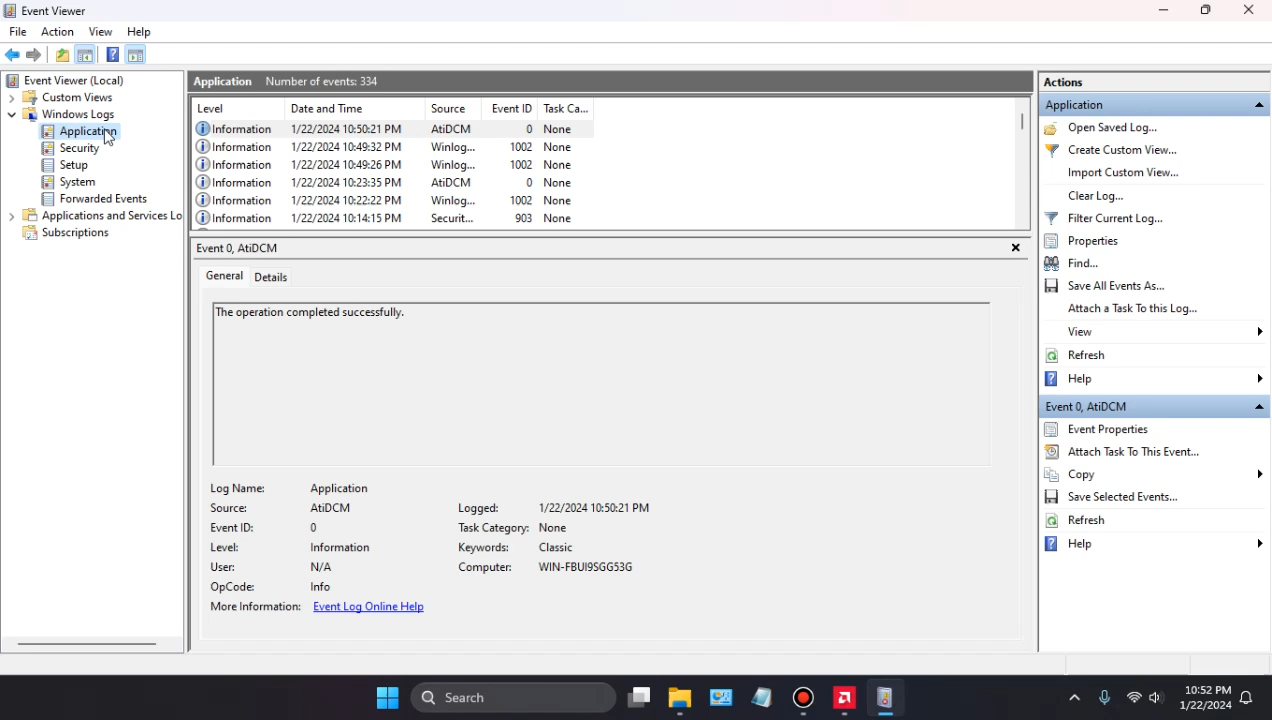 Event Viewer
File Action View Help
Event Viewer (Local)
Custom Views
Windows Logs
Application
Security
Setup
System
Forwarded Events
Applications and Services Lo
Subscriptions
Application Number of events: 334
Level Date and Time Source Event ID Task Ca...
Information 1/22/2024 10:50:21 PM AtiDCM 0 None
Information 1/22/2024 10:49:32 PM Winlog... 1002 None
Information 1/22/2024 10:49:26 PM Winlog... 1002 None
Information 1/22/2024 10:23:35 PM AtiDCM 0 None
Information 1/22/2024 10:22:22 PM Winlog... 1002 None
Information 1/22/2024 10:14:15 PM Securit... 903 None
Event 0, AtiDCM
General Details
The operation completed successfully.
Log Name: Application
Source: AtiDCM Logged: 1/22/2024 10:50:21 PM
Event ID: 0 Task Category: None
Level: Information Keywords: Classic
User: N/A Computer: WIN-FBUI9SGG53G
OpCode: Info
More Information: Event Log Online Help
Actions
Application
Open Saved Log...
Create Custom View...
Import Custom View...
Clear Log...
Filter Current Log...
Properties
Find...
Save All Events As...
Attach a Task To this Log...
View
Refresh
Help
Event 0, AtiDCM
Event Properties
Attach Task To This Event...
Copy
Save Selected Events...
Refresh
Help
Search
10:52 PM
1/22/2024